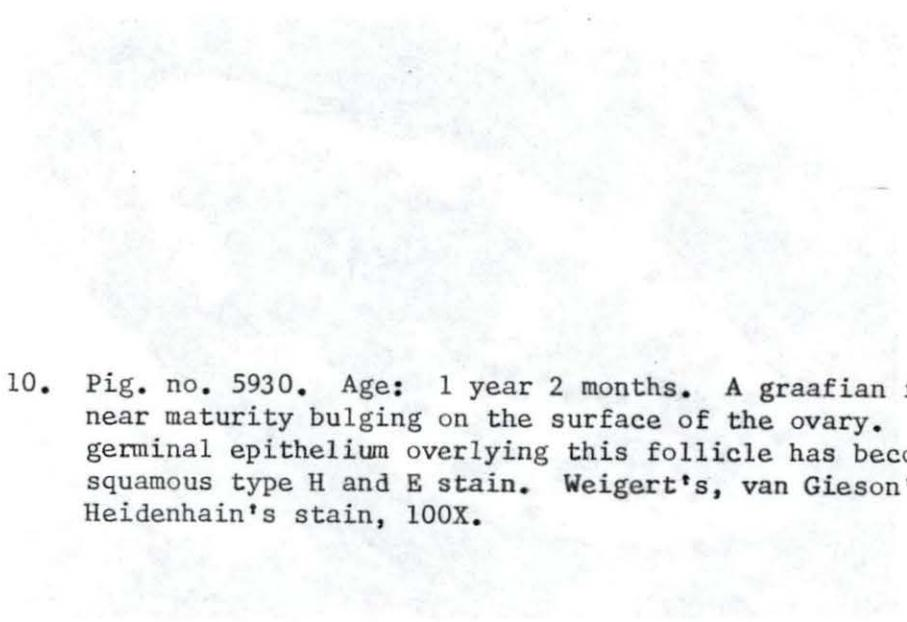 10. Pig. no. 5930. Age: 1 year 2 months. A graafian
near maturity bulging on the surface of the ovary.
germinal epithelium overlying this follicle has
squamous type H and E stain. Weigert's, van Gieson'
Heidenhain's stain, 100X.